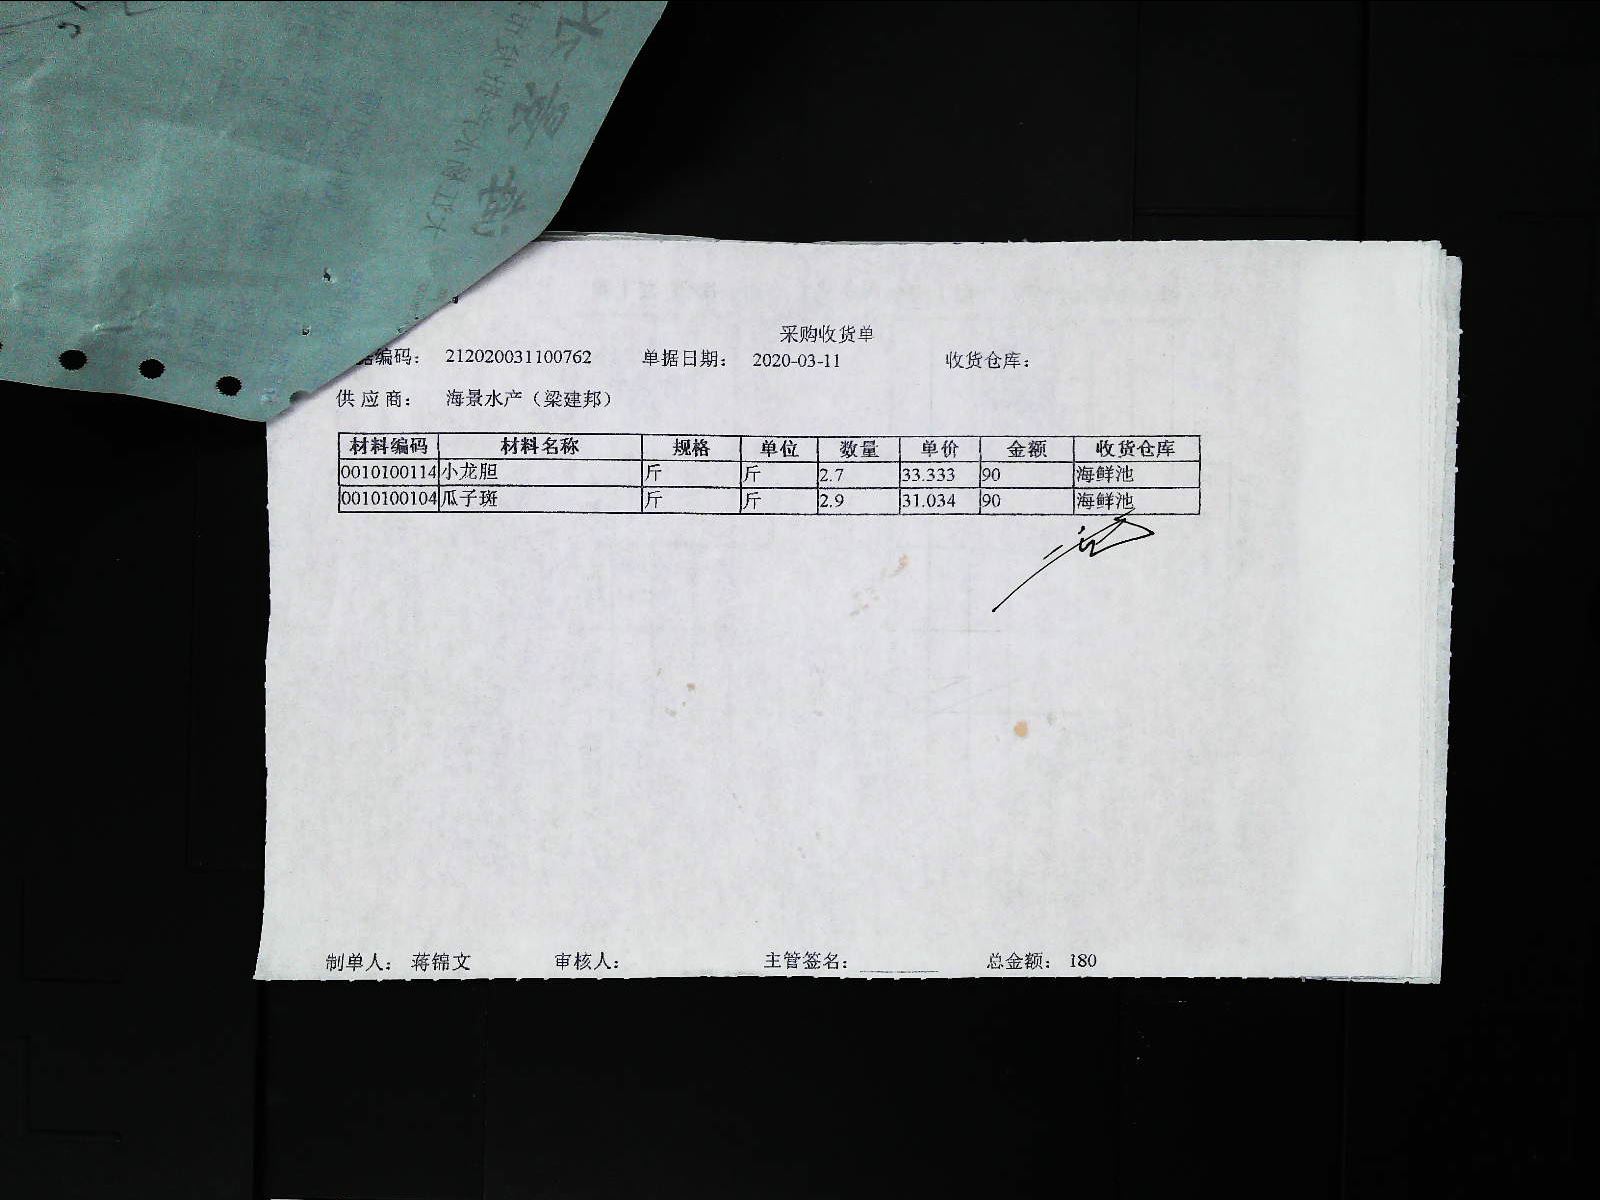 采购收货单
编码： 212020031100762 单据日期： 2020-03-11 收货仓库：
供应商： 海景水产（梁建邦）
材料编码 材料名称 规格 单位 数量 单价 金额 收货仓库
0010100114 小龙胆 斤 斤 2.7 33.333 90 海鲜池
0010100104 瓜子斑 斤 斤 2.9 31.034 90 海鲜池
制单人： 蒋锦文 审核人： 主管签名： 总金额： 180